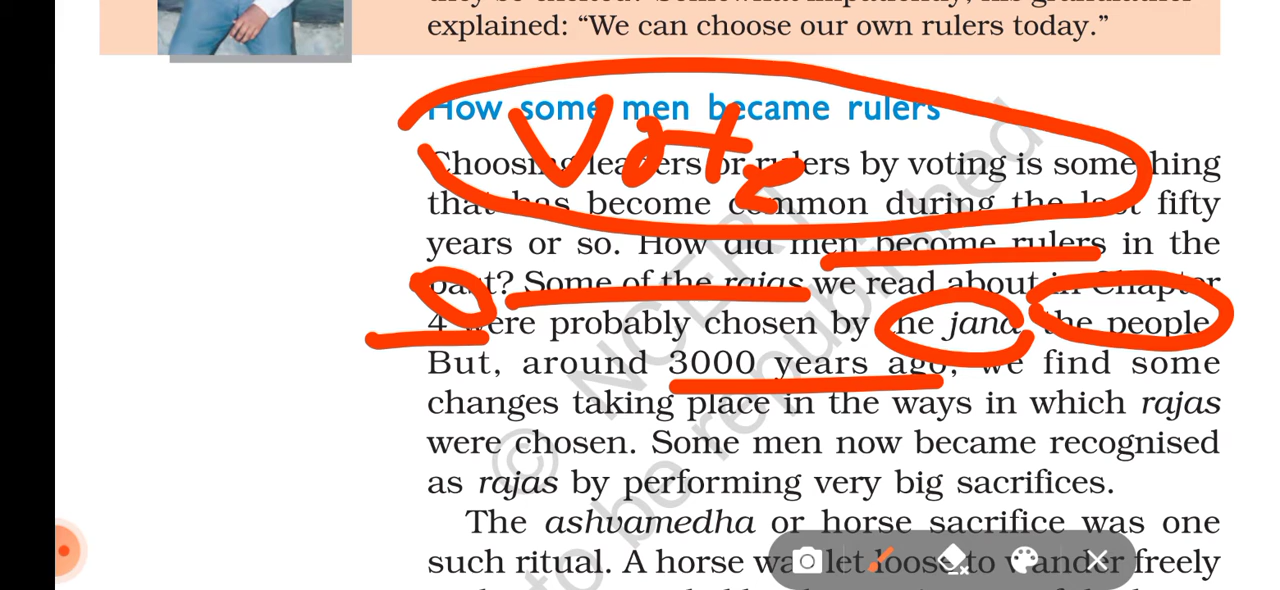 explained: “We can choose our own rulers today.”
How some men became rulers
Vote
Choosing leaders or rulers by voting is something
that has become common during the last fifty
years or so. How did men become rulers in the
past? Some of the rajas we read about in Chapter
4 were probably chosen by the jana, the people.
But, around 3000 years ago, we find some
changes taking place in the ways in which rajas
were chosen. Some men now became recognised
as rajas by performing very big sacrifices.
The ashvamedha or horse sacrifice was one
such ritual. A horse was let loose to wander freely
© NCERT
to be republished